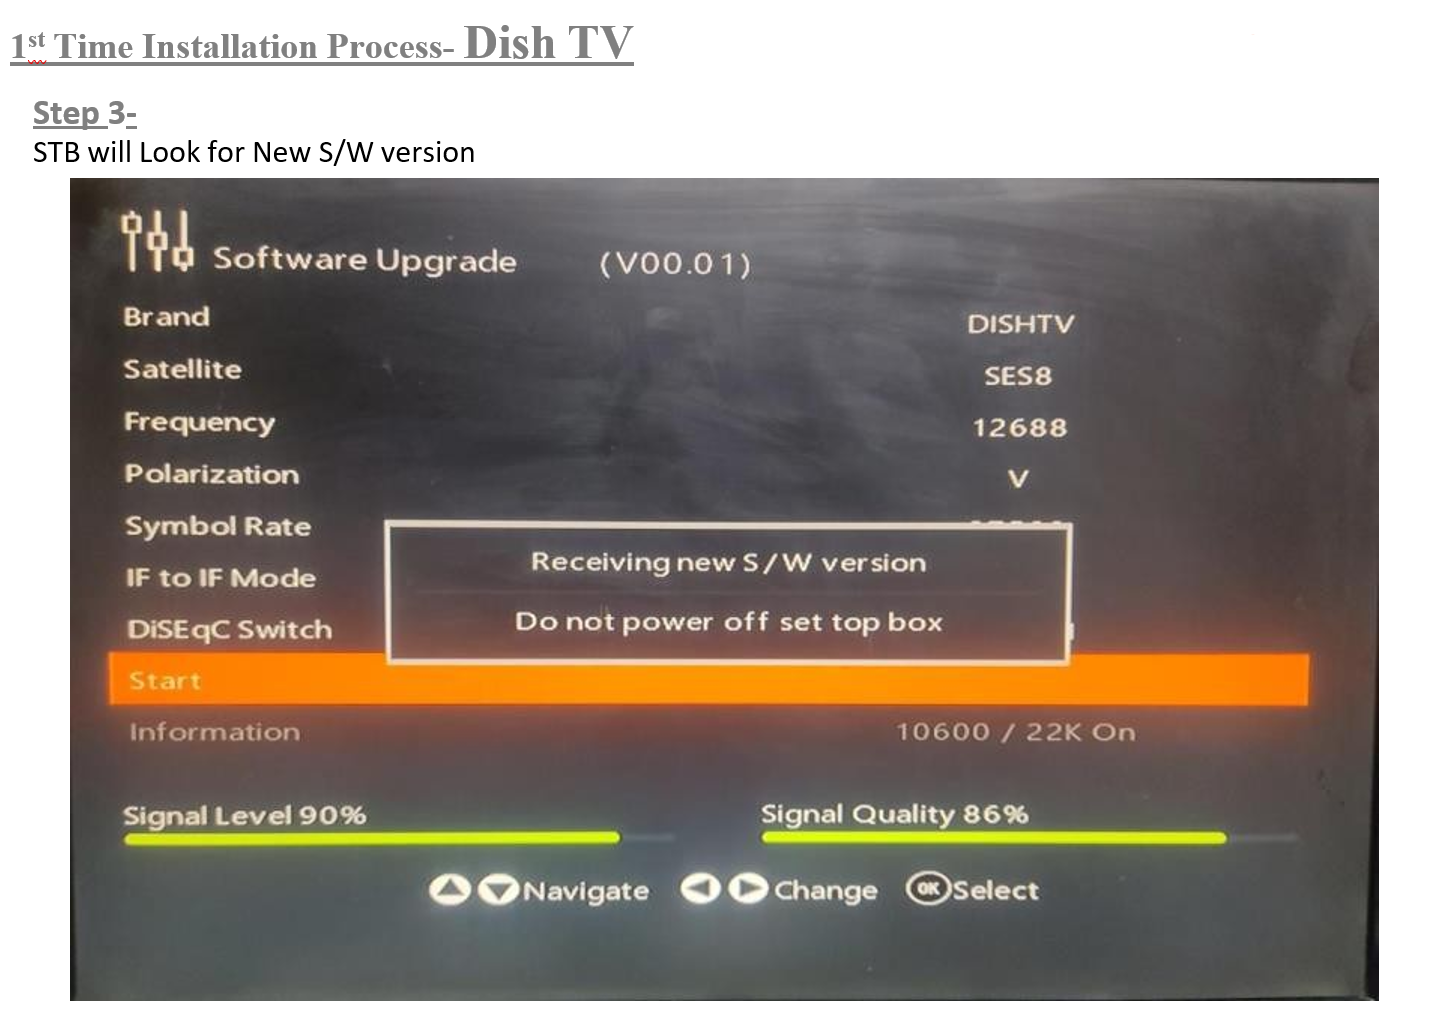 1st Time Installation Process- Dish TV
Step 3-
STB will Look for New S/W version
Software Upgrade (V00.01)
Brand DISHTV
Satellite SES8
Frequency 12688
Polarization V
Symbol Rate
Receiving new S/W version
IF to IF Mode
Do not power off set top box
DiSEqC Switch
Start
Information 10600 / 22K On
Signal Level 90% Signal Quality 86%
Navigate Change OK Select